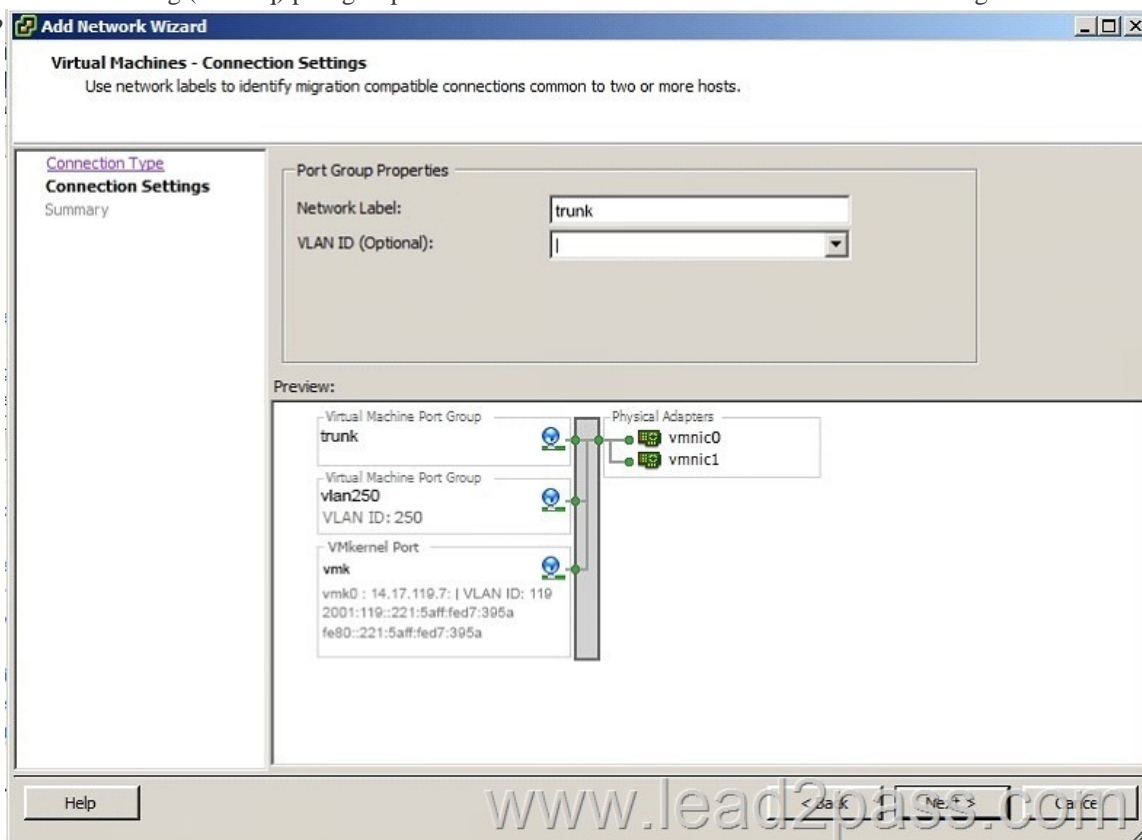 Add Network Wizard
Virtual Machines - Connection Settings
Use network labels to identify migration compatible connections common to two or more hosts.
Connection Type
Connection Settings
Summary
Port Group Properties
Network Label:
trunk
VLAN ID (Optional):
Preview:
Virtual Machine Port Group
trunk
Virtual Machine Port Group
vlan250
VLAN ID: 250
VMkernel Port
vmk
vmk0 : 14.17.119.7: | VLAN ID: 119
2001:119::221:5aff:fed7:395a
fe80::221:5aff:fed7:395a
Physical Adapters
vmnic0
vmnic1
Help
< Back
Next >
Cancel
www.lead2pass.com